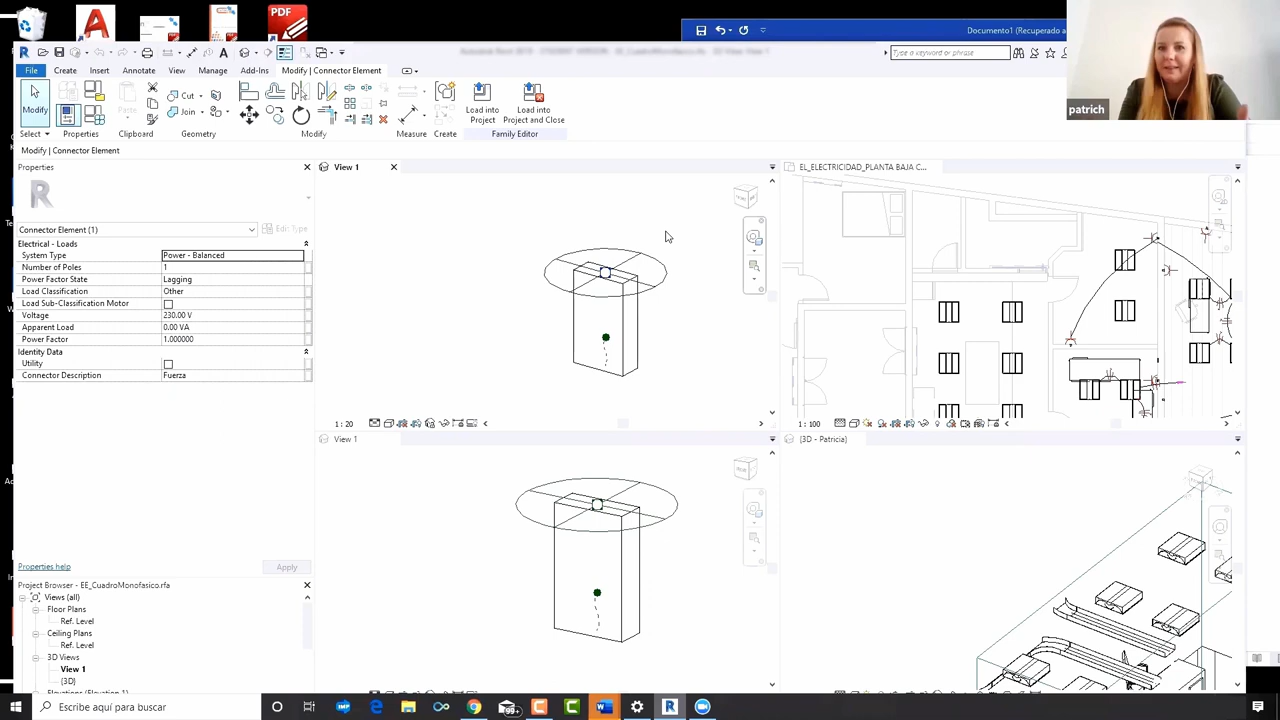 PDF
Documento1 (Recuperado a
Type a keyword or phrase
patrich
File Create Insert Annotate View Manage Add-Ins Modify | Connector Element
Modify
Paste
Cut
Join
Load into
Project
Load into
Project and Close
Select Properties Clipboard Geometry Modify Measure Create Family Editor
Modify | Connector Element
Properties
View 1
EL_ELECTRICIDAD_PLANTA BAJA C...
R
Connector Element (1)
Edit Type
Electrical - Loads
System Type Power - Balanced
Number of Poles 1
Power Factor State Lagging
Load Classification Other
Load Sub-Classification Motor
Voltage 230.00 V
Apparent Load 0.00 VA
Power Factor 1.000000
Identity Data
Utility
Connector Description Fuerza
1 : 20
1 : 100
View 1
{3D - Patricia}
Properties help
Apply
Project Browser - EE_CuadroMonofasico.rfa
Views (all)
Floor Plans
Ref. Level
Ceiling Plans
Ref. Level
3D Views
View 1
{3D}
Elevations (Elevation 1)
Escribe aquí para buscar
99+